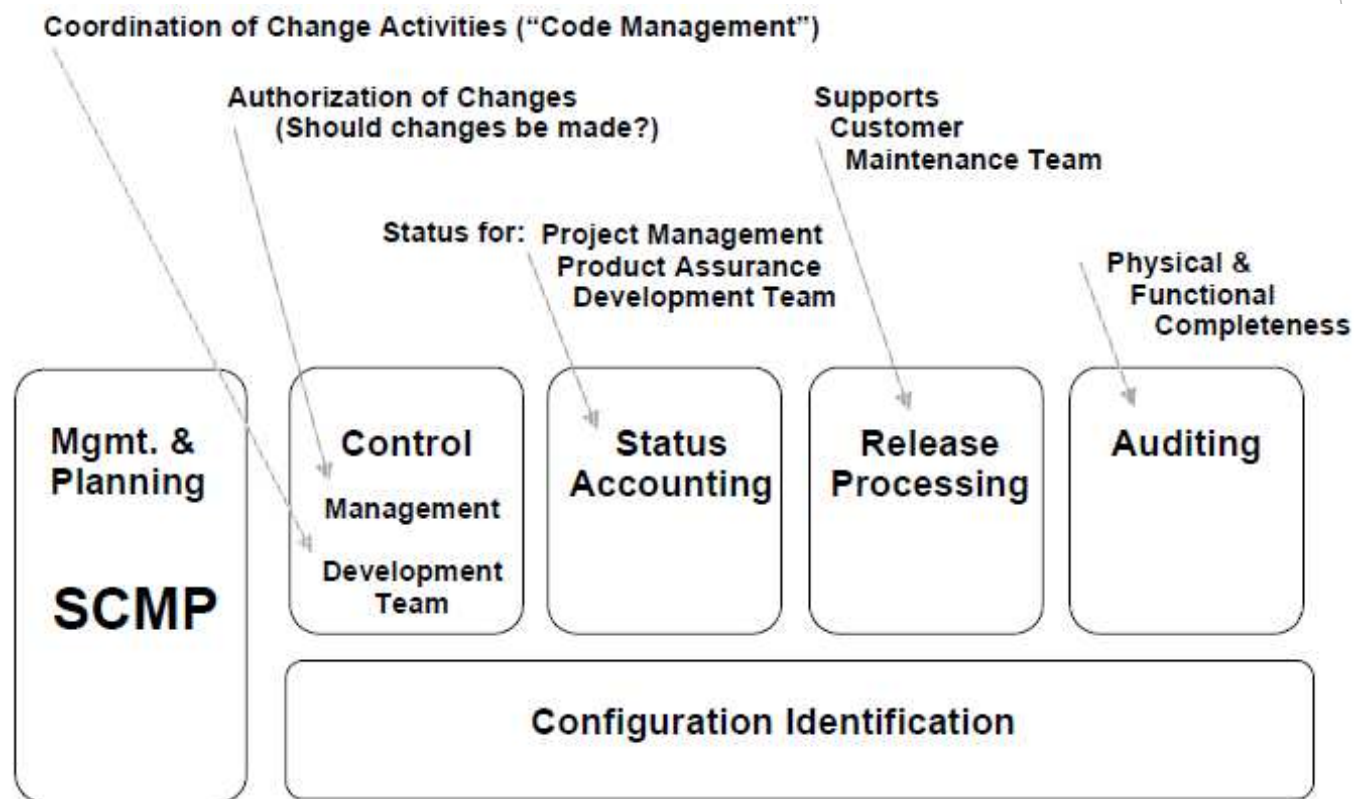 Coordination of Change Activities (“Code Management”)
Authorization of Changes
(Should changes be made?)
Supports
Customer
Maintenance Team
Status for: Project Management
Product Assurance
Development Team
Physical &
Functional
Completeness
Mgmt. &
Planning
SCMP
Control
Management
Development
Team
Status
Accounting
Release
Processing
Auditing
Configuration Identification